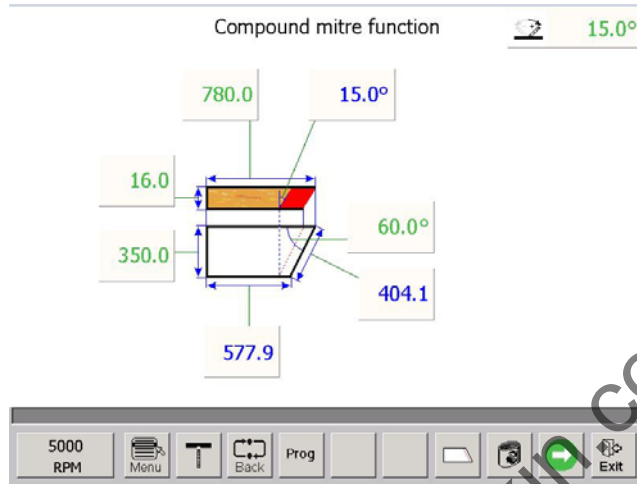 Compound mitre function
15.0°
780.0
15.0°
16.0
60.0°
350.0
404.1
577.9
5000
RPM
Menu
Back
Prog
Exit